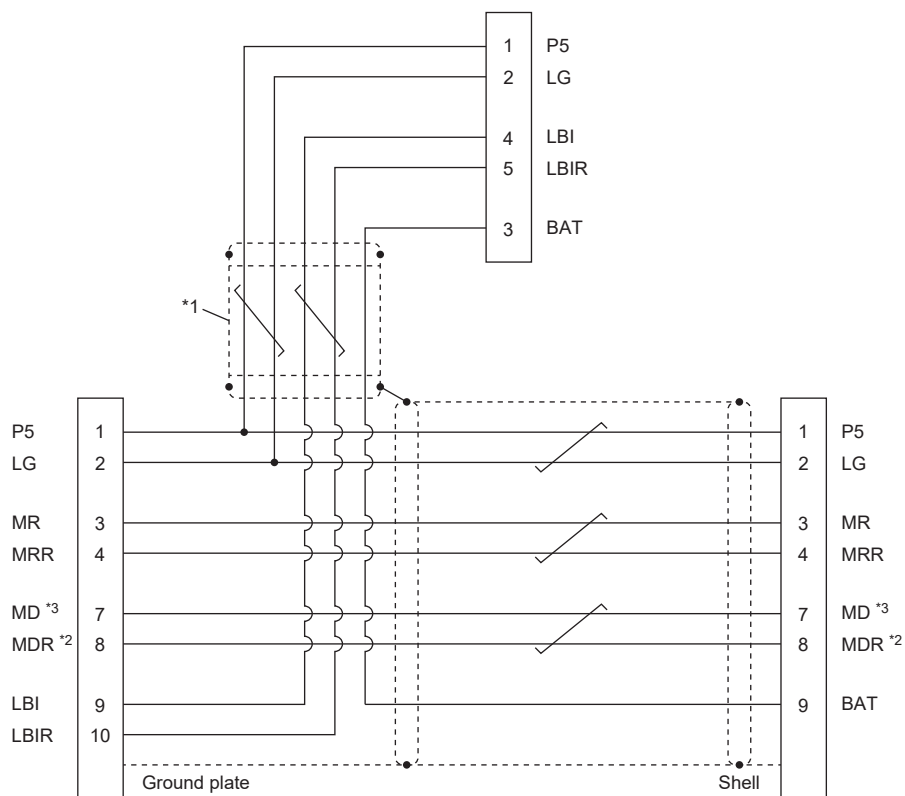 1 P5
2 LG
4 LBI
5 LBIR
3 BAT
*1
P5 1 1 P5
LG 2 2 LG
MR 3 3 MR
MRR 4 4 MRR
MD *3 7 7 MD *3
MDR *2 8 8 MDR *2
LBI 9 9 BAT
LBIR 10
Ground plate Shell